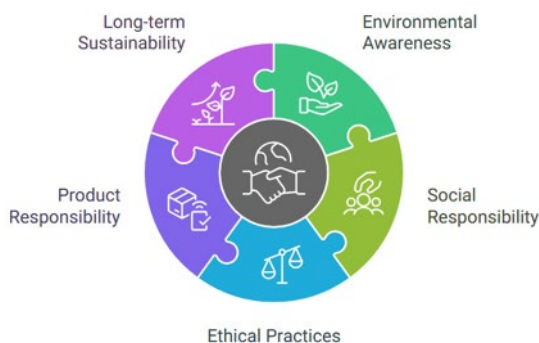 Long-term
Sustainability
Environmental
Awareness
Product
Responsibility
Social
Responsibility
Ethical Practices